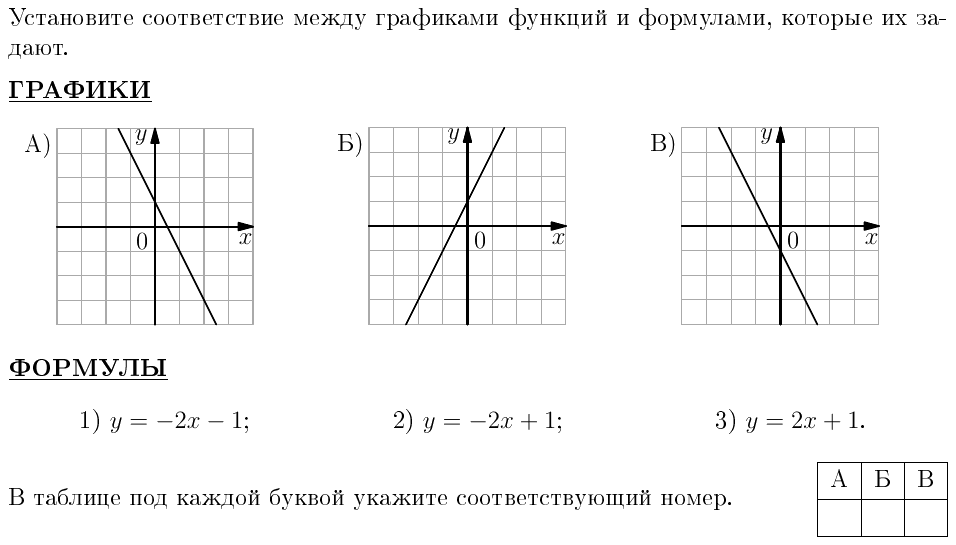 Установите соответствие между графиками функций и формулами, которые их за-
дают.
ГРАФИКИ
А) y 0 x Б) y 0 x В) y 0 x
ФОРМУЛЫ
1) y = −2x − 1; 2) y = −2x + 1; 3) y = 2x + 1.
А Б В
В таблице под каждой буквой укажите соответствующий номер.